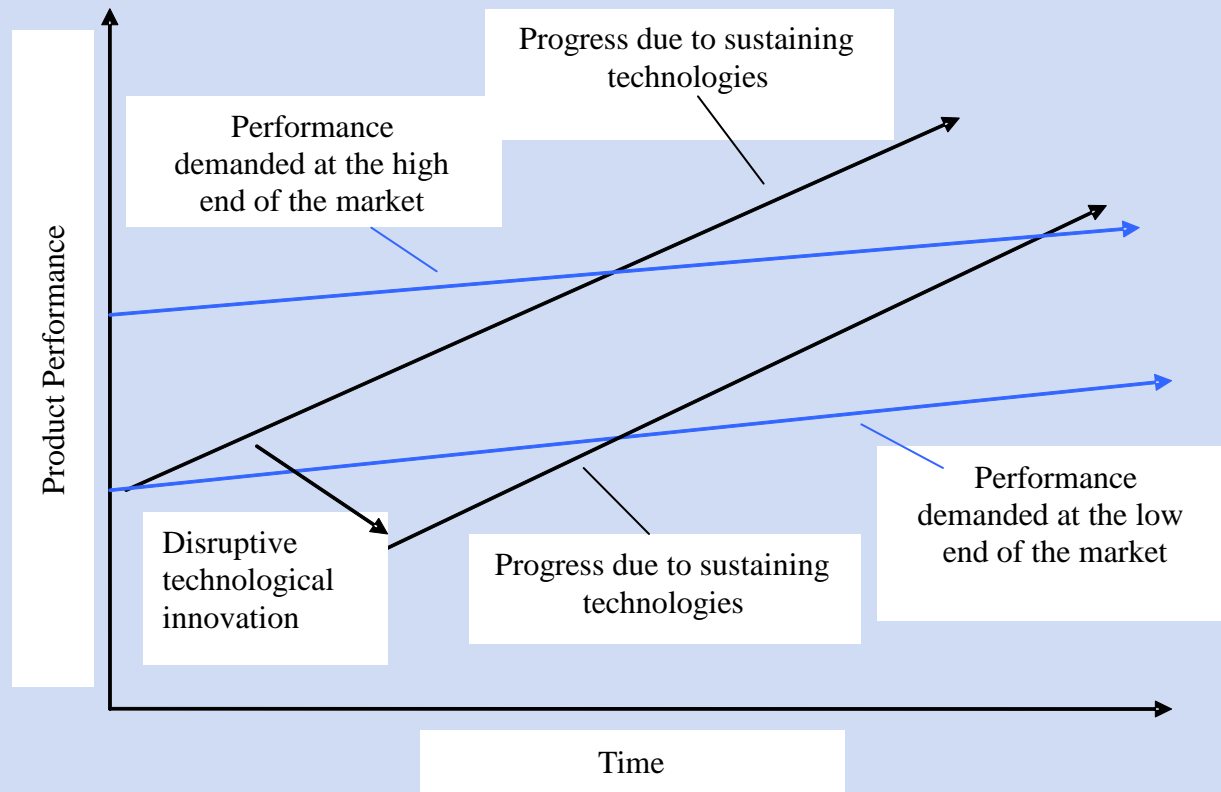 Progress due to sustaining
technologies
Performance
demanded at the high
end of the market
Product Performance
Disruptive
technological
innovation
Progress due to sustaining
technologies
Performance
demanded at the low
end of the market
Time